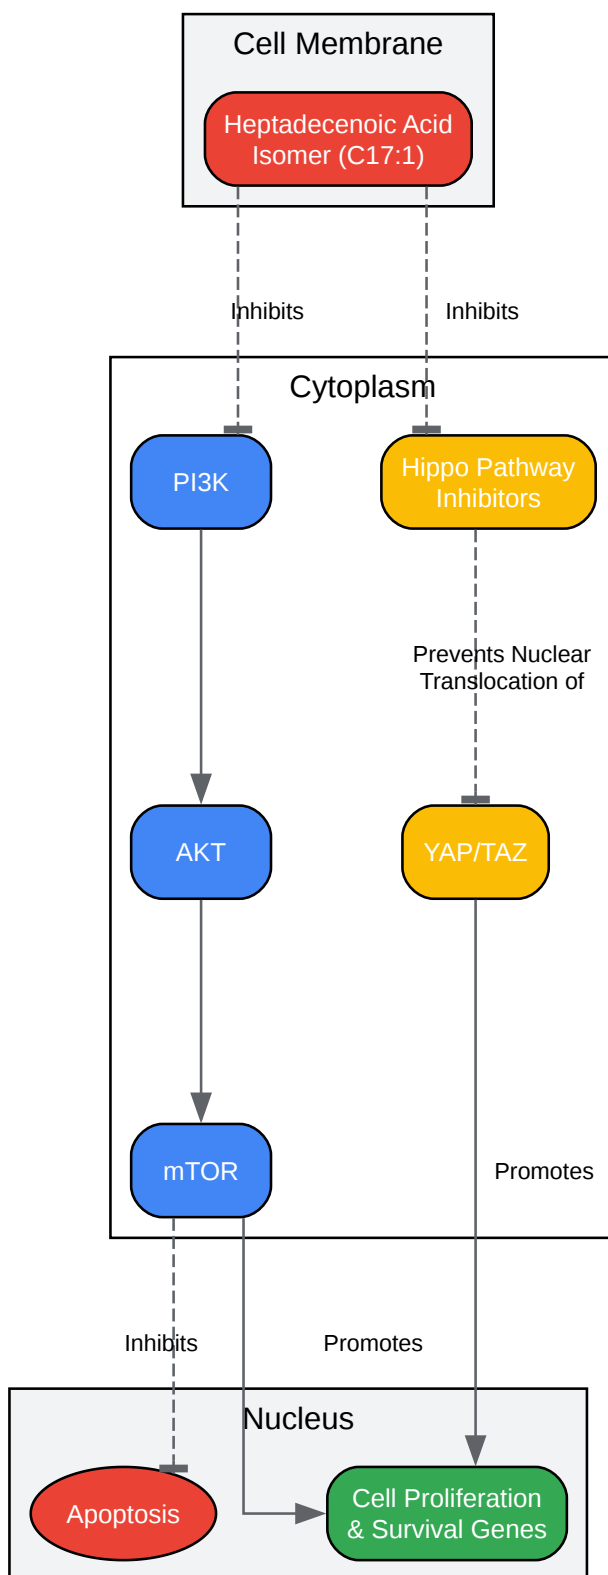 Cell Membrane
Heptadecenoic Acid
Isomer (C17:1)
Inhibits
Inhibits
Cytoplasm
PI3K
Hippo Pathway
Inhibitors
Prevents Nuclear
Translocation of
AKT
YAP/TAZ
mTOR
Promotes
Inhibits
Promotes
Nucleus
Apoptosis
Cell Proliferation
& Survival Genes